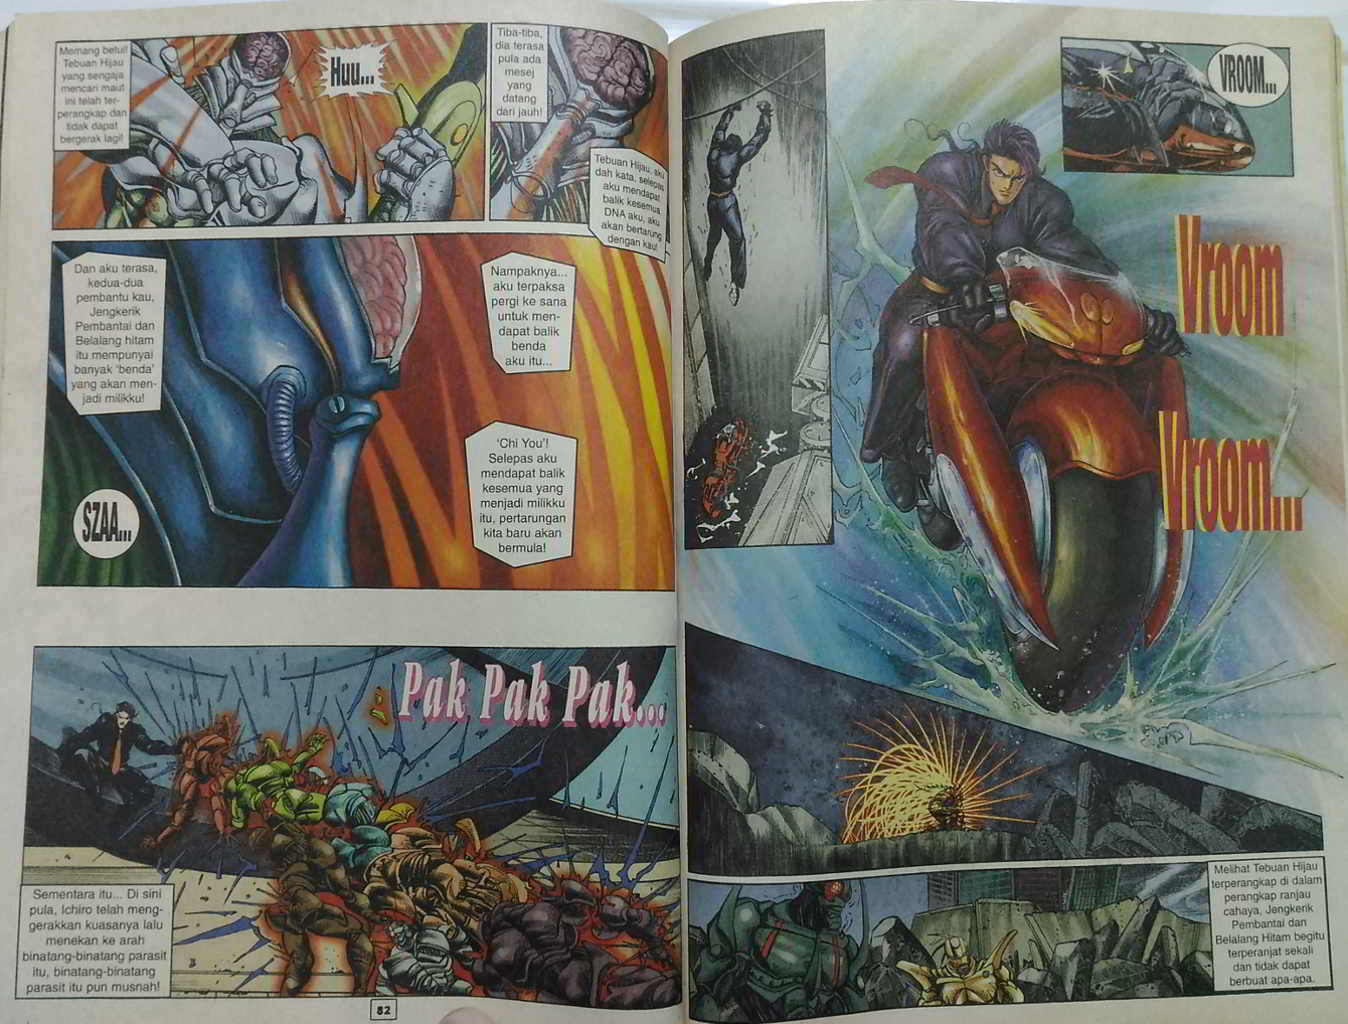 Memang betul!
Tebuan Hijau
yang sengaja
mencari maut
ini telah ter-
perangkap dan
tidak dapat
bergerak lagi!
Huu...
Tiba-tiba,
dia terasa
pula ada
mesej
yang
datang
dari jauh!
Tebuan Hijau, aku
dah kata, selepas
aku mendapat
balik kesemua
DNA aku, aku
akan bertarung
dengan kau!
Dan aku terasa,
kedua-dua
pembantu kau,
Jengkerik
Pembantai dan
Belalang hitam
itu mempunyai
banyak 'benda'
yang akan men-
jadi milikku!
Nampaknya...
aku terpaksa
pergi ke sana
untuk men-
dapat balik
benda
aku itu...
'Chi You'!
Selepas aku
mendapat balik
kesemua yang
menjadi milikku
itu, pertarungan
kita baru akan
bermula!
SZAA...
Pak Pak Pak...
Sementara itu... Di sini
pula, Ichiro telah meng-
gerakkan kuasanya lalu
menekan ke arah
binatang-binatang parasit
itu, binatang-binatang
parasit itu pun musnah!
82
VROOM...
Vroom
Vroom...
Melihat Tebuan Hijau
terperangkap di dalam
perangkap ranjau
cahaya, Jengkerik
Pembantai dan
Belalang Hitam begitu
terperanjat sekali
dan tidak dapat
berbuat apa-apa.